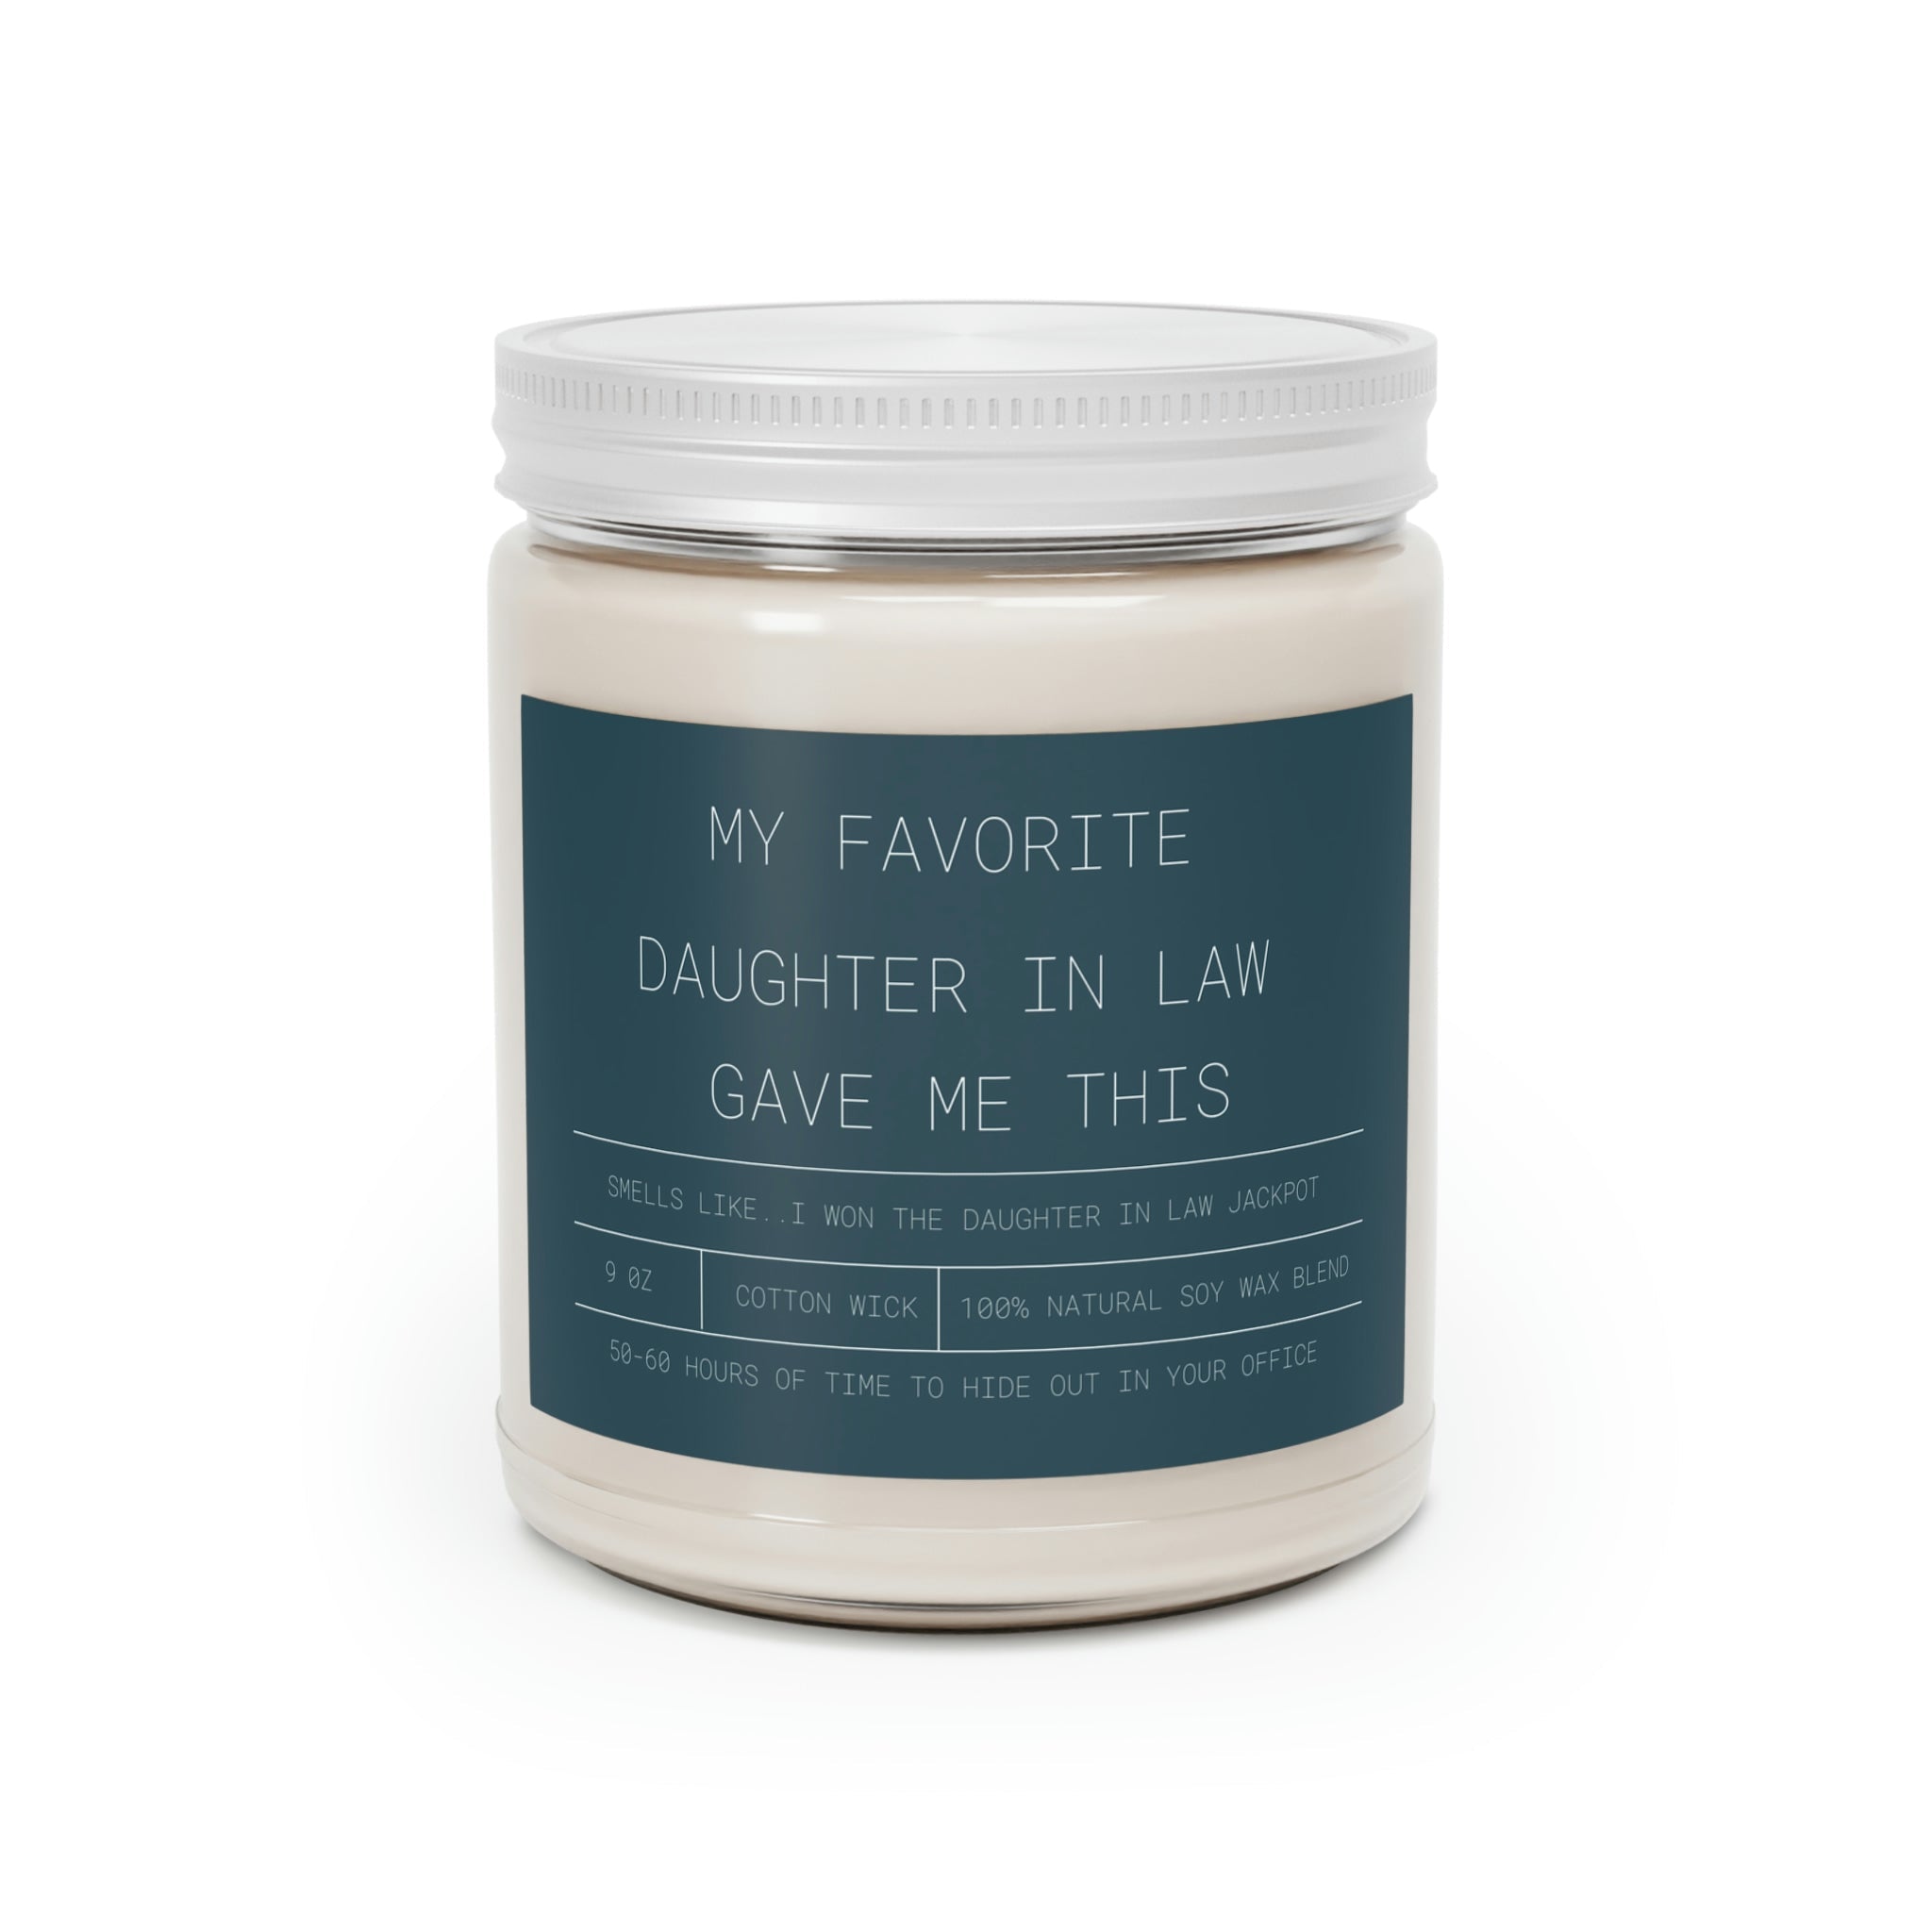 MY FAVORITE
DAUGHTER IN LAW
GAVE ME THIS
SMELLS LIKE..I WON THE DAUGHTER IN LAW JACKPOT
9 OZ
COTTON WICK
100% NATURAL SOY WAX BLEND
50-60 HOURS OF TIME TO HIDE OUT IN YOUR OFFICE